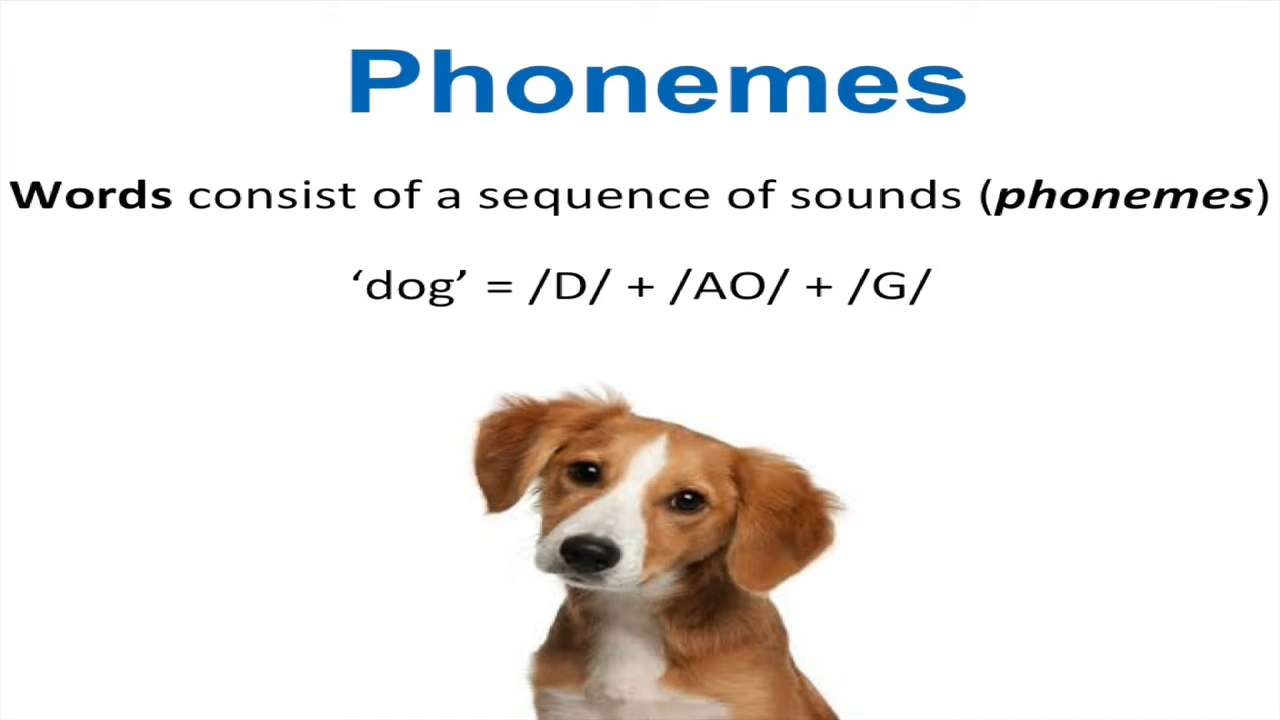 Phonemes
Words consist of a sequence of sounds (phonemes)
‘dog’ = /D/ + /AO/ + /G/